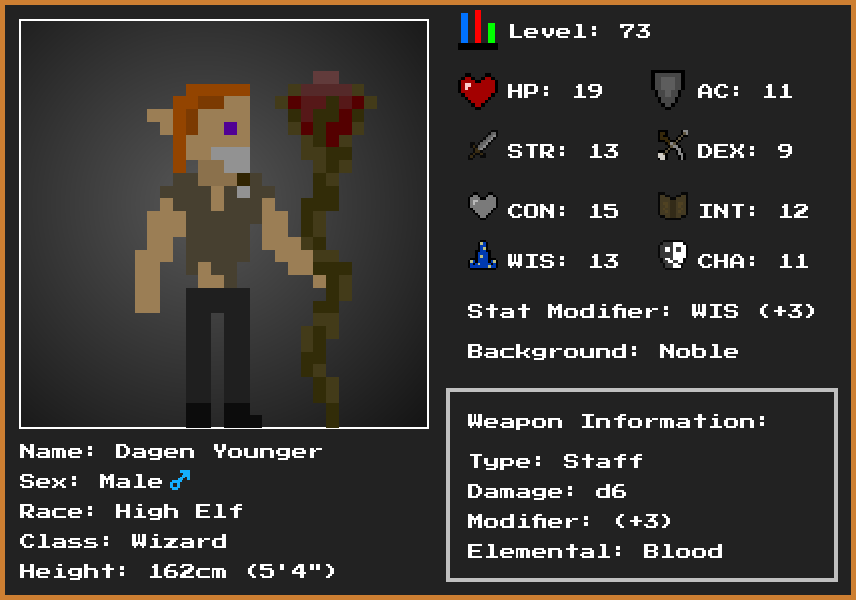 Level: 73
HP: 19 AC: 11
STR: 13 DEX: 9
CON: 15 INT: 12
WIS: 13 CHA: 11
Stat Modifier: WIS (+3)
Background: Noble
Weapon Information:
Type: Staff
Damage: d6
Modifier: (+3)
Elemental: Blood
Name: Dagen Younger
Sex: Male♂
Race: High Elf
Class: Wizard
Height: 162cm (5'4")